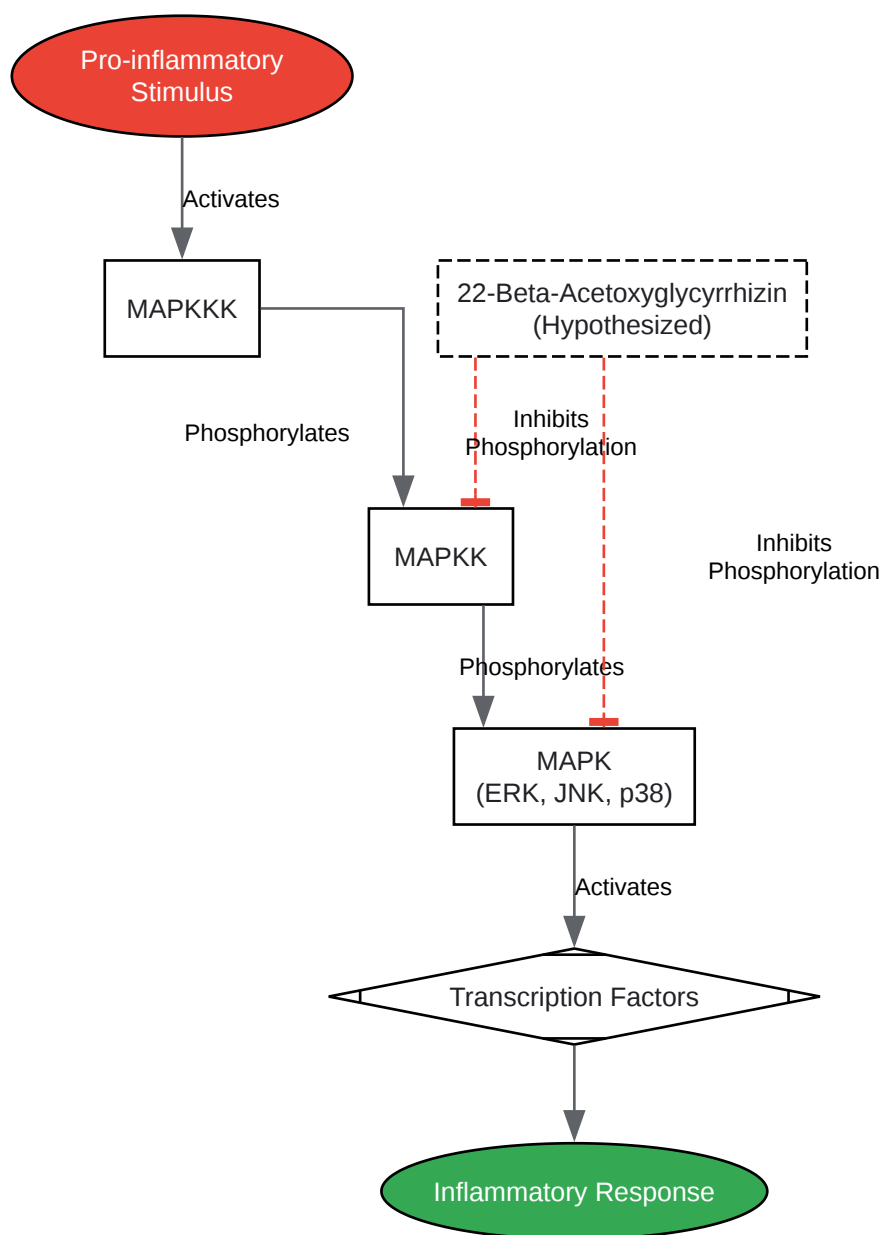 Pro-inflammatory
Stimulus
Activates
MAPKKK
22-Beta-Acetoxyglycyrrhizin
(Hypothesized)
Phosphorylates
Inhibits
Phosphorylation
MAPKK
Inhibits
Phosphorylation
Phosphorylates
MAPK
(ERK, JNK, p38)
Activates
Transcription Factors
Inflammatory Response